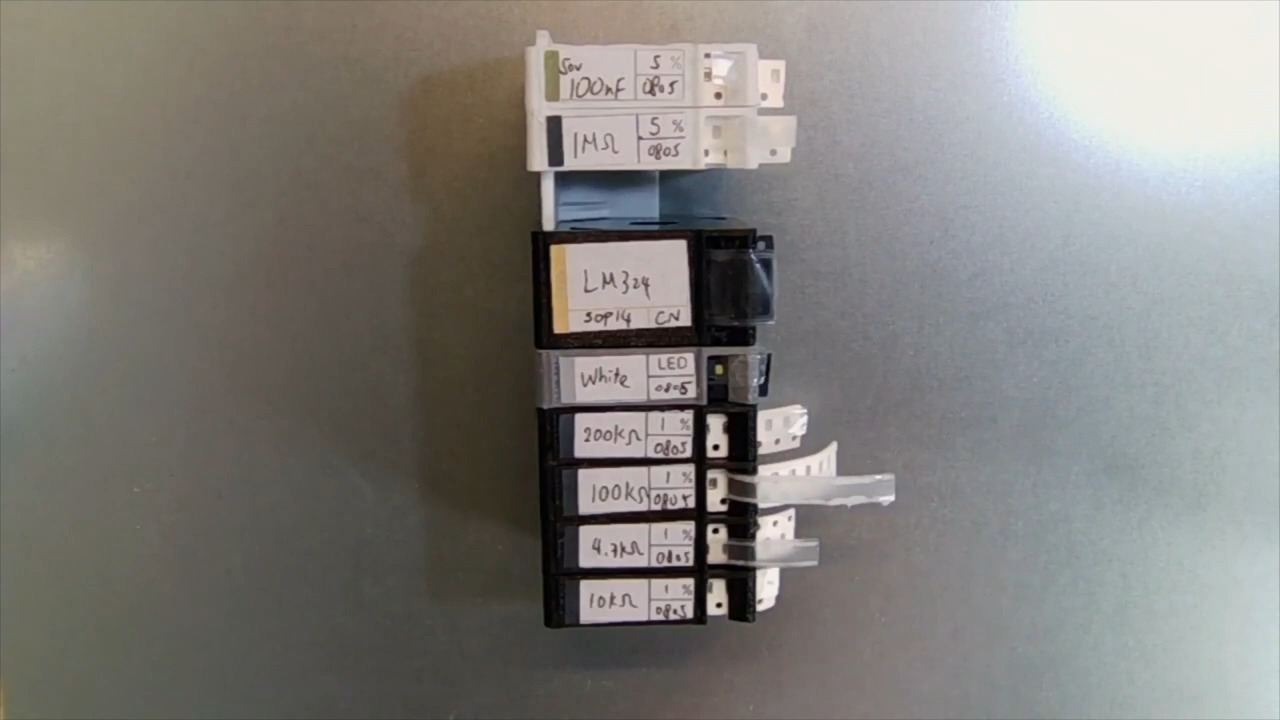 50v 5 %
100nF 0805
1MΩ 5 %
0805
LM324
SOP14 CN
White LED
0805
200kΩ 1 %
0805
100kΩ 1 %
0805
4.7kΩ 1 %
0805
10kΩ 1 %
0805